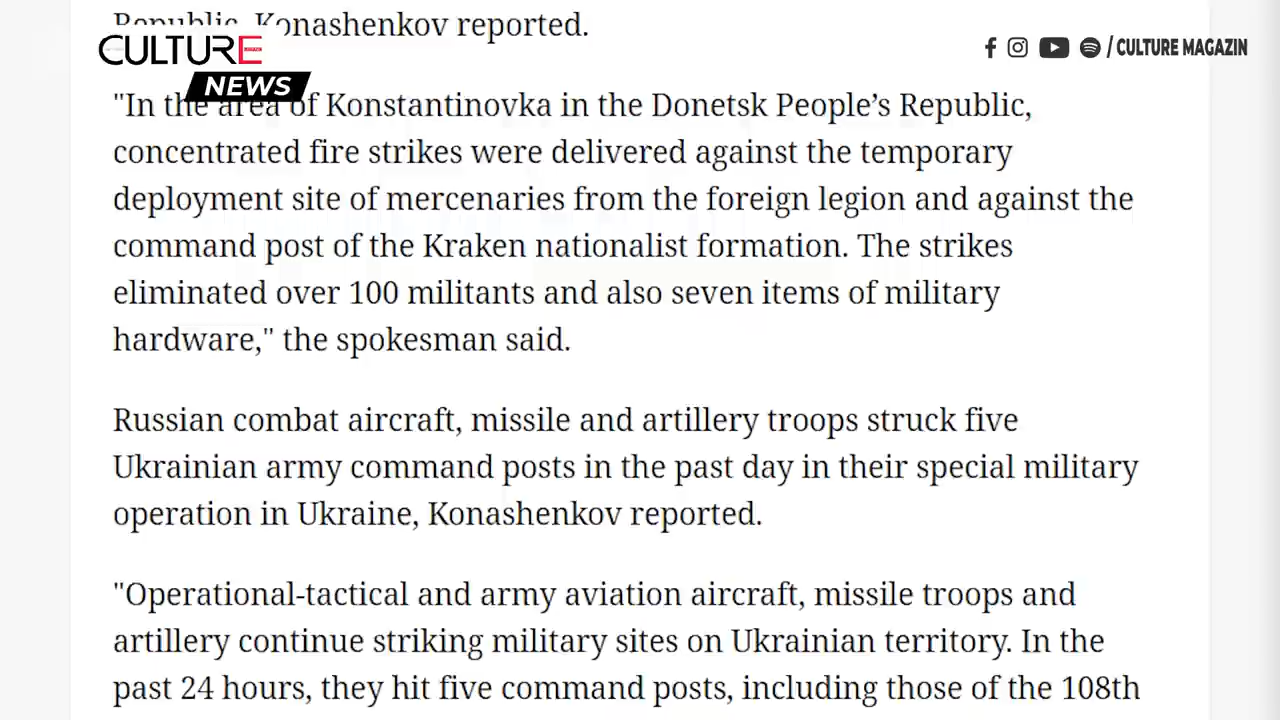 Republic, Konashenkov reported.
CULTURE
NEWS
/ CULTURE MAGAZIN
"In the area of Konstantinovka in the Donetsk People’s Republic,
concentrated fire strikes were delivered against the temporary
deployment site of mercenaries from the foreign legion and against the
command post of the Kraken nationalist formation. The strikes
eliminated over 100 militants and also seven items of military
hardware," the spokesman said.
Russian combat aircraft, missile and artillery troops struck five
Ukrainian army command posts in the past day in their special military
operation in Ukraine, Konashenkov reported.
"Operational-tactical and army aviation aircraft, missile troops and
artillery continue striking military sites on Ukrainian territory. In the
past 24 hours, they hit five command posts, including those of the 108th